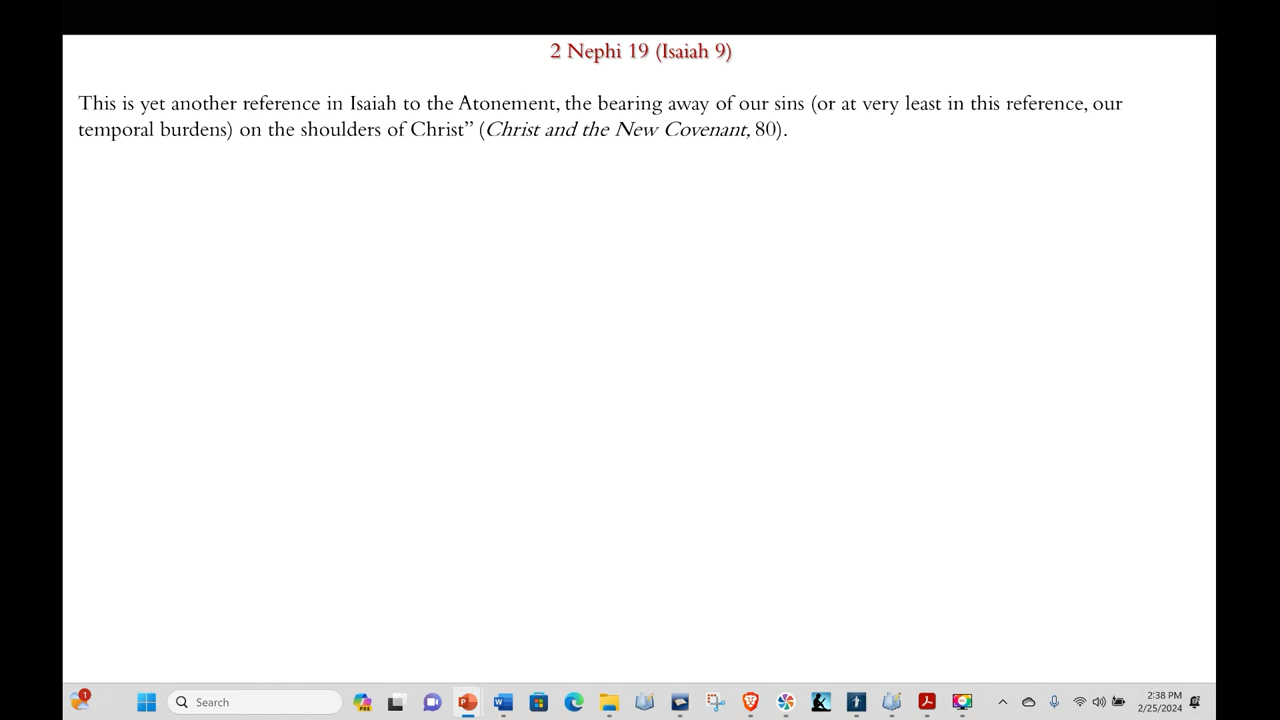 2 Nephi 19 (Isaiah 9)
This is yet another reference in Isaiah to the Atonement, the bearing away of our sins (or at very least in this reference, our
temporal burdens) on the shoulders of Christ” (Christ and the New Covenant, 80).
1
Search
PRE
2:38 PM
2/25/2024